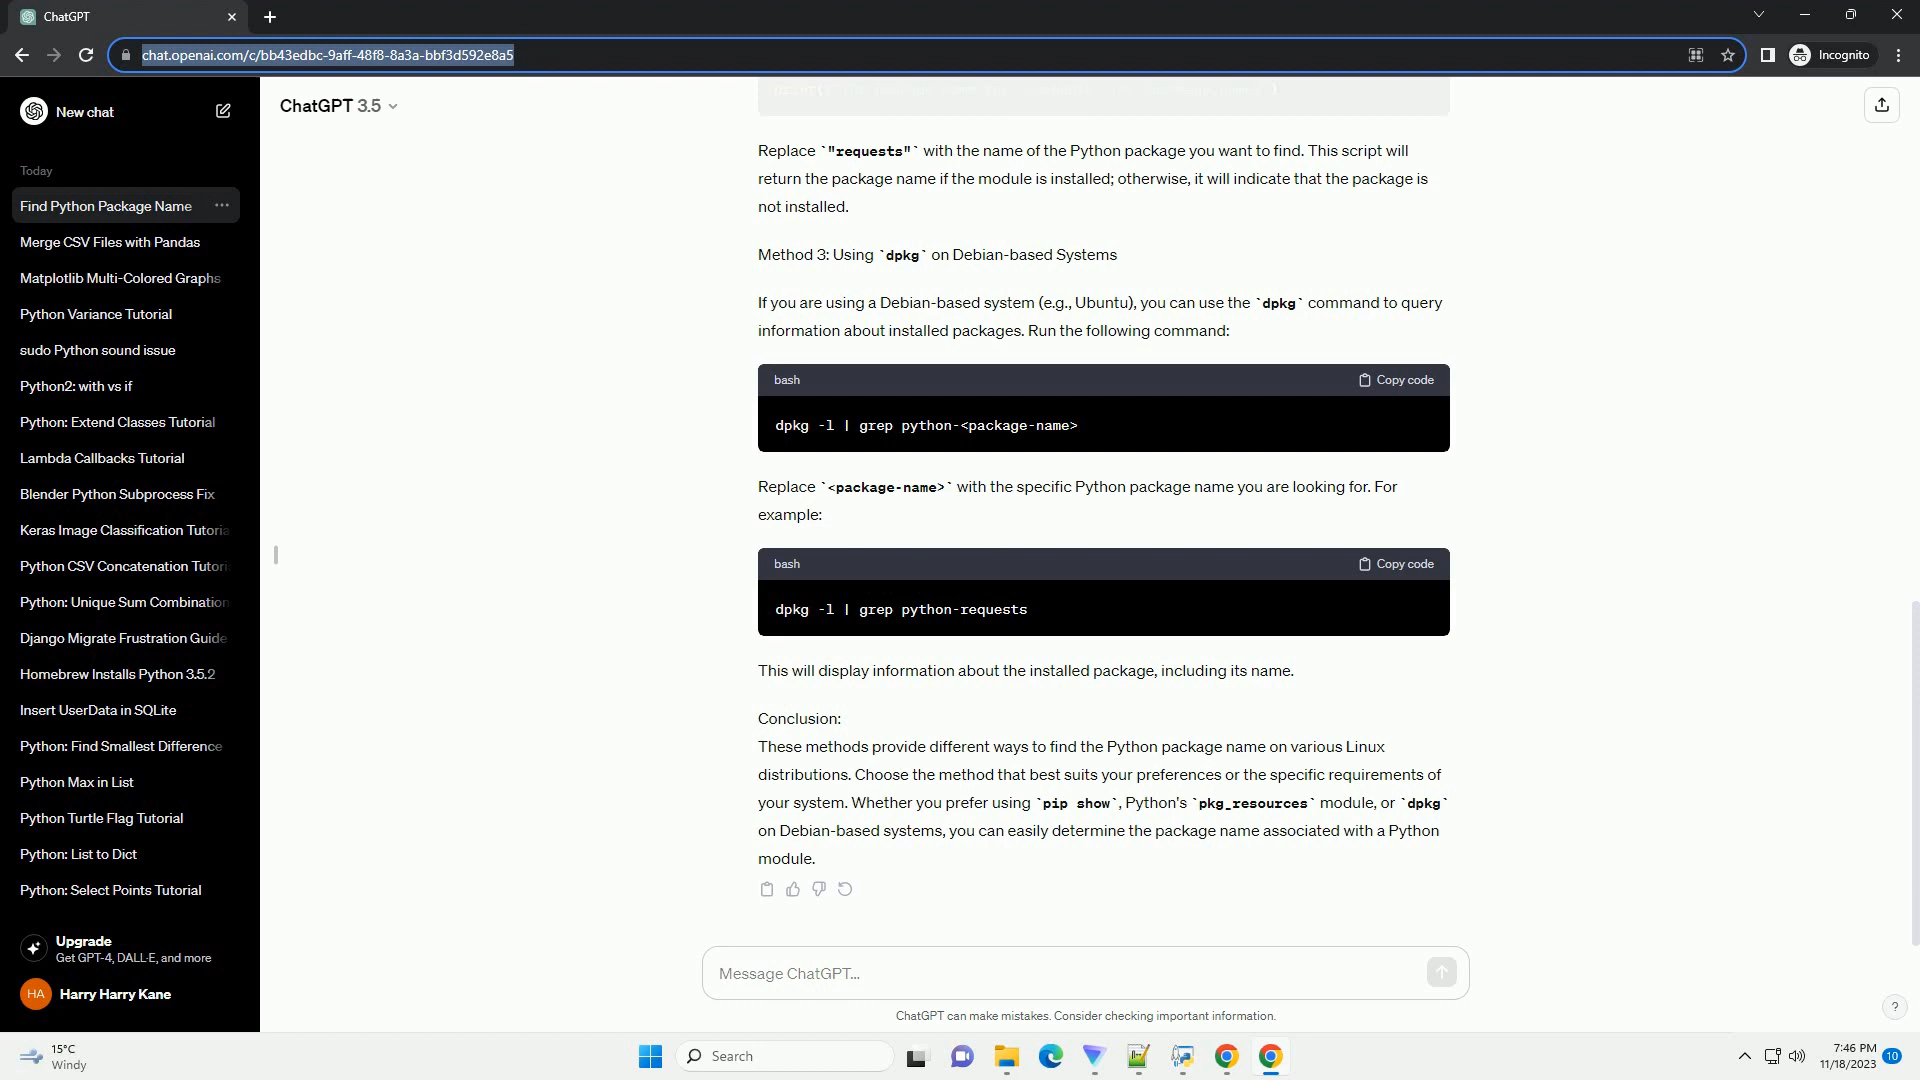 ChatGPT
chat.openai.com/c/bb43edbc-9aff-48f8-8a3a-bbf3d592e8a5
Incognito
New chat
Today
Find Python Package Name
Merge CSV Files with Pandas
Matplotlib Multi-Colored Graphs
Python Variance Tutorial
sudo Python sound issue
Python2: with vs if
Python: Extend Classes Tutorial
Lambda Callbacks Tutorial
Blender Python Subprocess Fix
Keras Image Classification Tutoria
Python CSV Concatenation Tutori
Python: Unique Sum Combination
Django Migrate Frustration Guide
Homebrew Installs Python 3.5.2
Insert UserData in SQLite
Python: Find Smallest Difference
Python Max in List
Python Turtle Flag Tutorial
Python: List to Dict
Python: Select Points Tutorial
Upgrade
Get GPT-4, DALL·E, and more
HA Harry Harry Kane
ChatGPT 3.5
Replace `"requests"` with the name of the Python package you want to find. This script will
return the package name if the module is installed; otherwise, it will indicate that the package is
not installed.
Method 3: Using `dpkg` on Debian-based Systems
If you are using a Debian-based system (e.g., Ubuntu), you can use the `dpkg` command to query
information about installed packages. Run the following command:
bash Copy code
dpkg -l | grep python-<package-name>
Replace `<package-name>` with the specific Python package name you are looking for. For
example:
bash Copy code
dpkg -l | grep python-requests
This will display information about the installed package, including its name.
Conclusion:
These methods provide different ways to find the Python package name on various Linux
distributions. Choose the method that best suits your preferences or the specific requirements of
your system. Whether you prefer using `pip show`, Python's `pkg_resources` module, or `dpkg`
on Debian-based systems, you can easily determine the package name associated with a Python
module.
Message ChatGPT...
ChatGPT can make mistakes. Consider checking important information.
?
15°C
Windy
Search
7:46 PM
11/18/2023
10